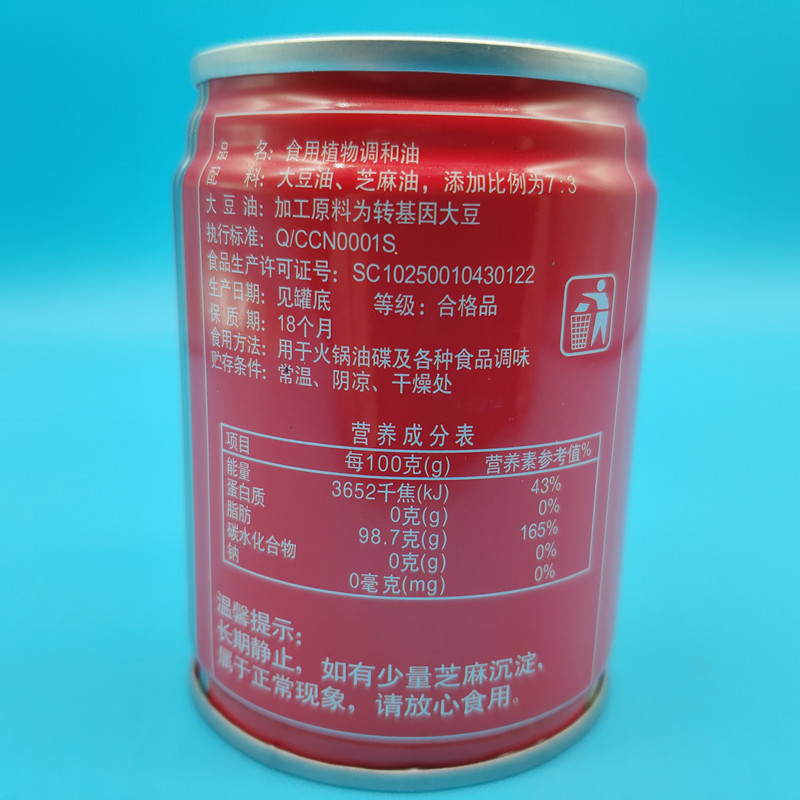 品 名：食用植物调和油
配 料：大豆油、芝麻油，添加比例为7:3
大豆油：加工原料为转基因大豆
执行标准：Q/CCN0001S
食品生产许可证号：SC10250010430122
生产日期：见罐底 等级：合格品
保质期：18个月
食用方法：用于火锅油碟及各种食品调味
贮存条件：常温、阴凉、干燥处
营养成分表
项目 每100克(g) 营养素参考值%
能量 3652千焦(kJ) 43%
蛋白质 0克(g) 0%
脂肪 98.7克(g) 165%
碳水化合物 0克(g) 0%
钠 0毫克(mg) 0%
温馨提示：
长期静止，如有少量芝麻沉淀，
属于正常现象，请放心食用。